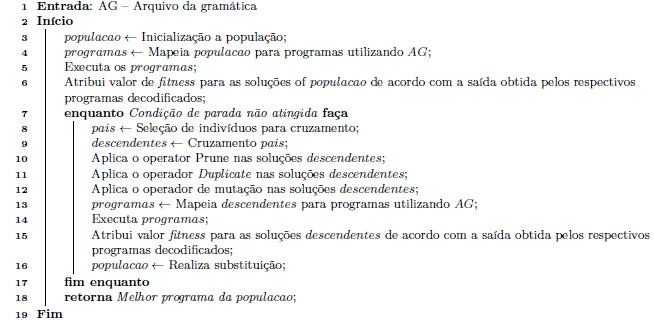 1 Entrada: AG – Arquivo da gramática
2 Início
3 populacao ← Inicialização a população;
4 programas ← Mapeia populacao para programas utilizando AG;
5 Executa os programas;
6 Atribui valor de fitness para as soluções of populacao de acordo com a saída obtida pelos respectivos
programas decodificados;
7 enquanto Condição de parada não atingida faça
8 pais ← Seleção de indivíduos para cruzamento;
9 descendentes ← Cruzamento pais;
10 Aplica o operator Prune nas soluções descendentes;
11 Aplica o operador Duplicate nas soluções descendentes;
12 Aplica o operador de mutação nas soluções descendentes;
13 programas ← Mapeia descendentes para programas utilizando AG;
14 Executa programas;
15 Atribui valor fitness para as soluções descendentes de acordo com a saída obtida pelos respectivos
programas decodificados;
16 populacao ← Realiza substituição;
17 fim enquanto
18 retorna Melhor programa da populacao;
19 Fim